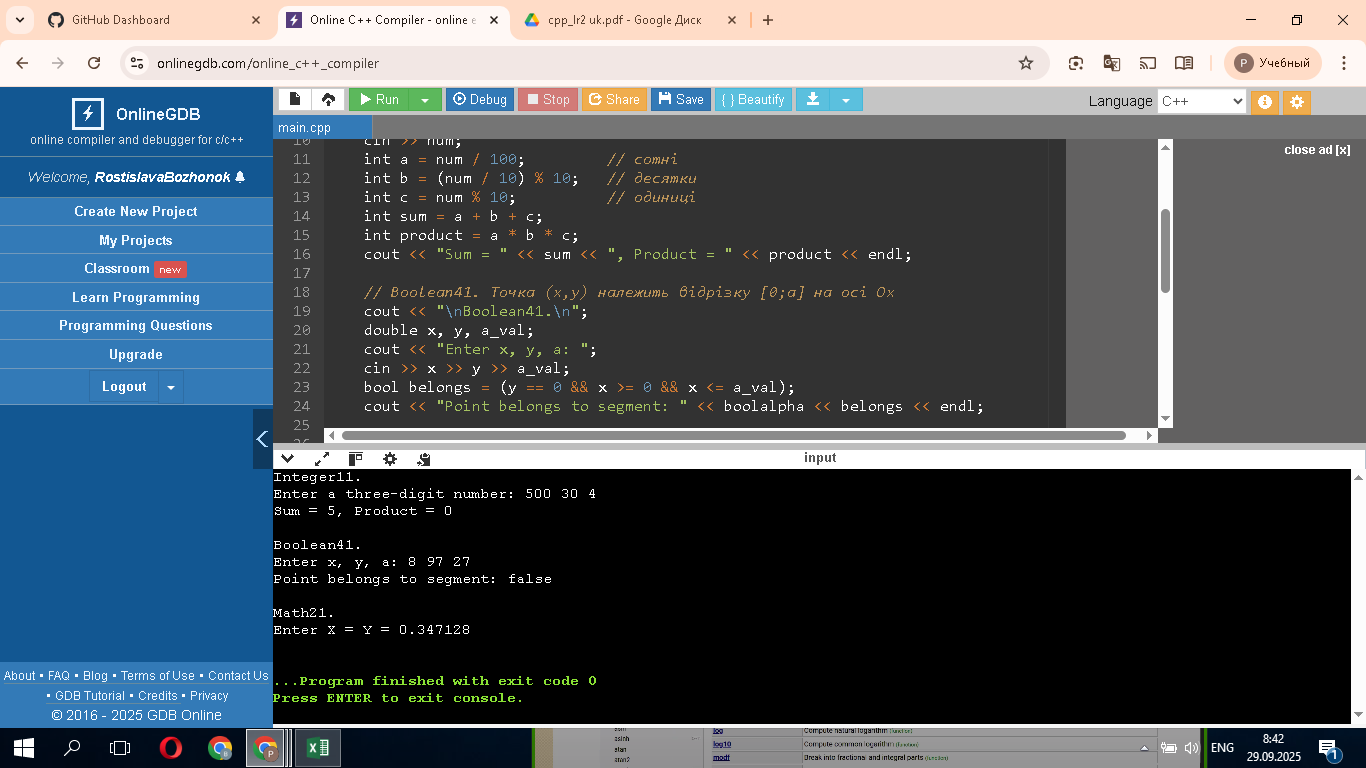 GitHub Dashboard
Online C++ Compiler - online e
cpp_lr2 uk.pdf - Google Диск
onlinegdb.com/online_c++_compiler
P Учебный
OnlineGDB
online compiler and debugger for c/c++
Welcome, RostislavaBozhonok
Create New Project
My Projects
Classroom new
Learn Programming
Programming Questions
Upgrade
Logout
About • FAQ • Blog • Terms of Use • Contact Us
• GDB Tutorial • Credits • Privacy
© 2016 - 2025 GDB Online
Run Debug Stop Share Save { } Beautify
Language C++
main.cpp
close ad [x]
10 cin >> num;
11 int a = num / 100; // сотні
12 int b = (num / 10) % 10; // десятки
13 int c = num % 10; // одиниці
14 int sum = a + b + c;
15 int product = a * b * c;
16 cout << "Sum = " << sum << ", Product = " << product << endl;
17
18 // Boolean41. Точка (x,y) належить відрізку [0;a] на осі Ox
19 cout << "\nBoolean41.\n";
20 double x, y, a_val;
21 cout << "Enter x, y, a: ";
22 cin >> x >> y >> a_val;
23 bool belongs = (y == 0 && x >= 0 && x <= a_val);
24 cout << "Point belongs to segment: " << boolalpha << belongs << endl;
25
input
Integer11.
Enter a three-digit number: 500 30 4
Sum = 5, Product = 0
Boolean41.
Enter x, y, a: 8 97 27
Point belongs to segment: false
Math21.
Enter X = Y = 0.347128
...Program finished with exit code 0
Press ENTER to exit console.
asinh
atan
atan2
log Compute natural logarithm (function)
log10 Compute common logarithm (function)
modf Break into fractional and integral parts (function)
P
ENG
8:42
29.09.2025
1